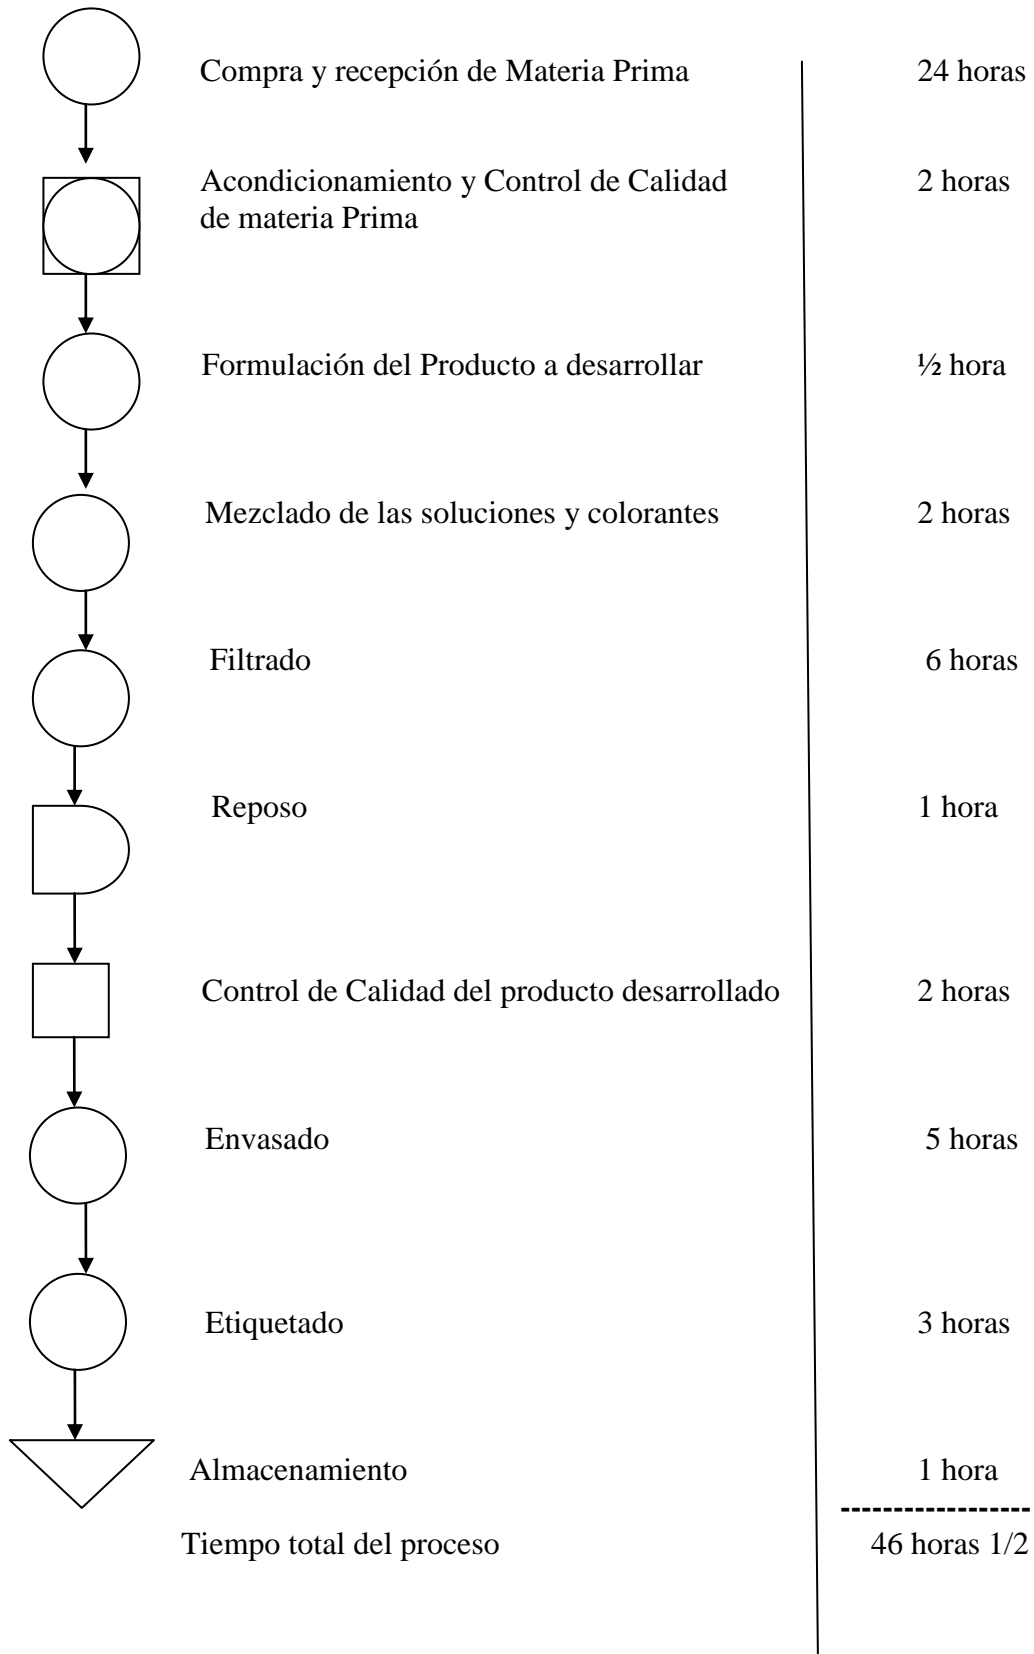 Compra y recepción de Materia Prima 24 horas
Acondicionamiento y Control de Calidad 2 horas
de materia Prima
Formulación del Producto a desarrollar ½ hora
Mezclado de las soluciones y colorantes 2 horas
Filtrado 6 horas
Reposo 1 hora
Control de Calidad del producto desarrollado 2 horas
Envasado 5 horas
Etiquetado 3 horas
Almacenamiento 1 hora
Tiempo total del proceso 46 horas 1/2